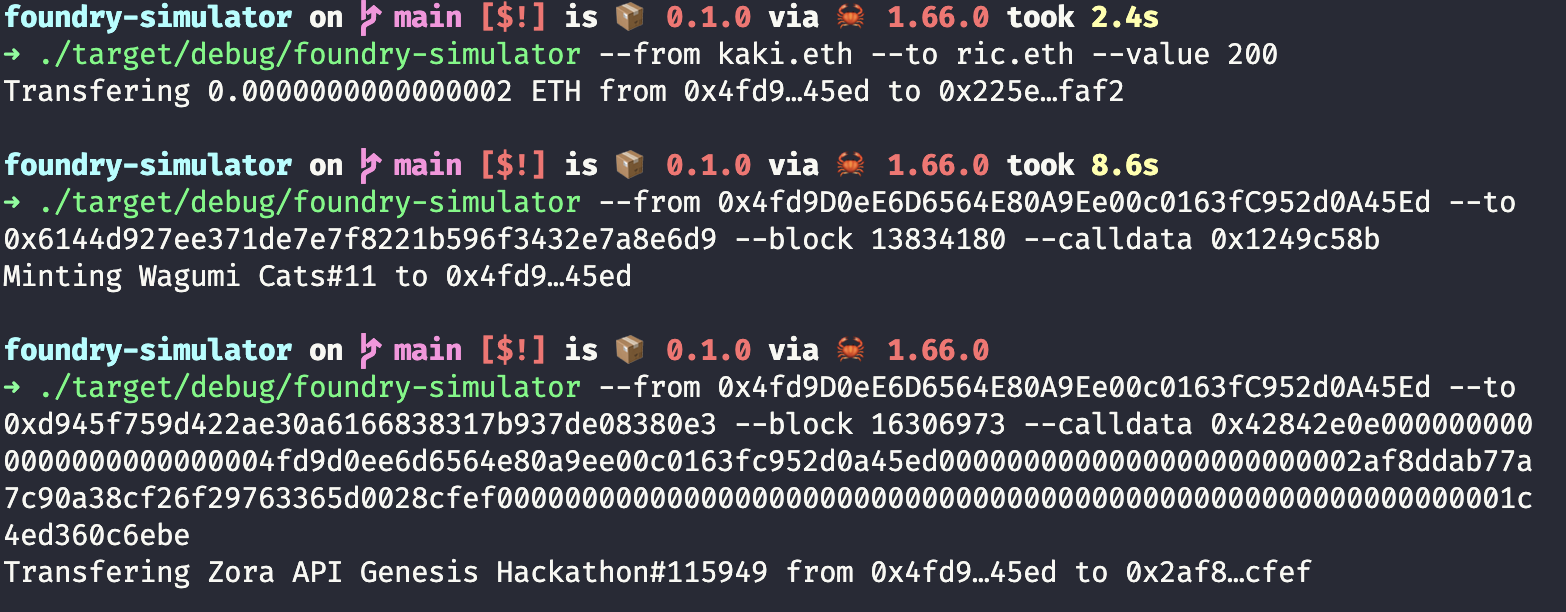 foundry-simulator on main [$!] is 📦 0.1.0 via 🦀 1.66.0 took 2.4s
➜ ./target/debug/foundry-simulator --from kaki.eth --to ric.eth --value 200
Transfering 0.0000000000000002 ETH from 0x4fd9…45ed to 0x225e…faf2
foundry-simulator on main [$!] is 📦 0.1.0 via 🦀 1.66.0 took 8.6s
➜ ./target/debug/foundry-simulator --from 0x4fd9D0eE6D6564E80A9Ee00c0163fC952d0A45Ed --to
0x6144d927ee371de7e7f8221b596f3432e7a8e6d9 --block 13834180 --calldata 0x1249c58b
Minting Wagumi Cats#11 to 0x4fd9…45ed
foundry-simulator on main [$!] is 📦 0.1.0 via 🦀 1.66.0
➜ ./target/debug/foundry-simulator --from 0x4fd9D0eE6D6564E80A9Ee00c0163fC952d0A45Ed --to
0xd945f759d422ae30a6166838317b937de08380e3 --block 16306973 --calldata 0x42842e0e000000000
0000000000000004fd9d0ee6d6564e80a9ee00c0163fc952d0a45ed0000000000000000000000002af8ddab77a
7c90a38cf26f29763365d0028cfef000000000000000000000000000000000000000000000000000000000001c
4ed360c6ebe
Transfering Zora API Genesis Hackathon#115949 from 0x4fd9…45ed to 0x2af8…cfef